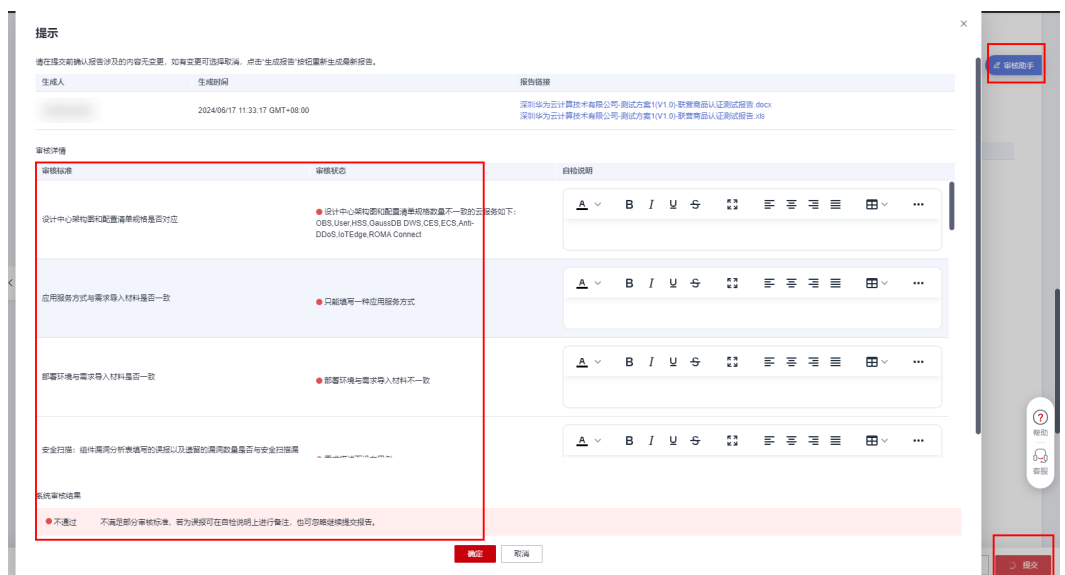 提示
请在提交前确认报告涉及的内容无变更，如有变更可选择取消，点击“生成报告”按钮重新生成最新报告。
审核助手
生成人 生成时间 报告链接
2024/06/17 11:33:17 GMT+08:00
深圳华为云计算技术有限公司-测试方案1(V1.0)-联营商品认证测试报告.docx
深圳华为云计算技术有限公司-测试方案1(V1.0)-联营商品认证测试报告.xls
审核详情
审核标准 审核状态 自检说明
设计中心架构图和配置清单规格是否对应
设计中心架构图和配置清单规格数量不一致的云服务如下：
OBS,User,HSS,GaussDB DWS,CES,ECS,Anti-
DDoS,IoTEdge,ROMA Connect
A B I U S
应用服务方式与需求导入材料是否一致
只能填写一种应用服务方式
A B I U S
部署环境与需求导入材料是否一致
部署环境与需求导入材料不一致
A B I U S
安全扫描：组件漏洞分析表填写的误报以及遗留的漏洞数量是否与安全扫描漏
A B I U S
系统审核结果
不通过 不满足部分审核标准，若为误报可在自检说明上进行备注，也可忽略继续提交报告。
确定 取消
帮助
客服
提交